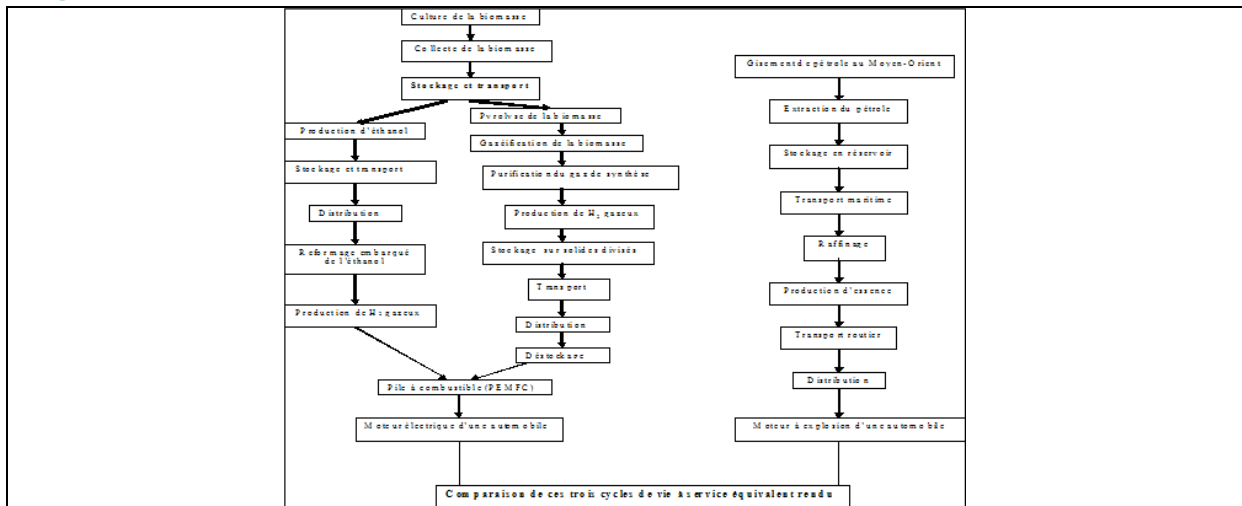 Culture de la biomasse
Collecte de la biomasse
Stockage et transport
Production d'éthanol
Stockage et transport
Distribution
Reformage embarqué
de l'éthanol
Production de H2 gazeux
Pyrolyse de la biomasse
Gazéification de la biomasse
Purification du gaz de synthèse
Production de H2 gazeux
Stockage sur solides divisés
Transport
Distribution
Déstockage
Pile à combustible (PEMFC)
Moteur électrique d'une automobile
Gisement de pétrole au Moyen-Orient
Extraction du pétrole
Stockage en réservoir
Transport maritime
Raffinage
Production d'essence
Transport routier
Distribution
Moteur à explosion d'une automobile
Comparaison de ces trois cycles de vie à service équivalent rendu